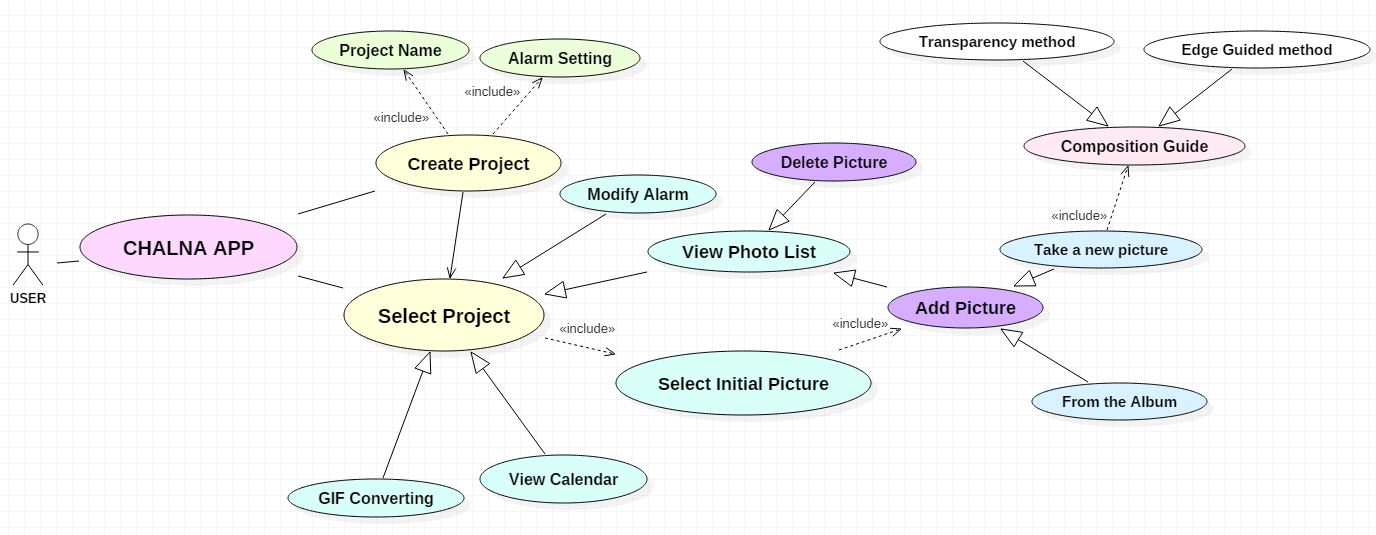 Transparency method
Edge Guided method
Project Name
Alarm Setting
«include»
«include»
Composition Guide
Create Project
Delete Picture
Modify Alarm
«include»
CHALNA APP
View Photo List
Take a new picture
USER
Add Picture
Select Project
«include»
«include»
Select Initial Picture
From the Album
View Calendar
GIF Converting